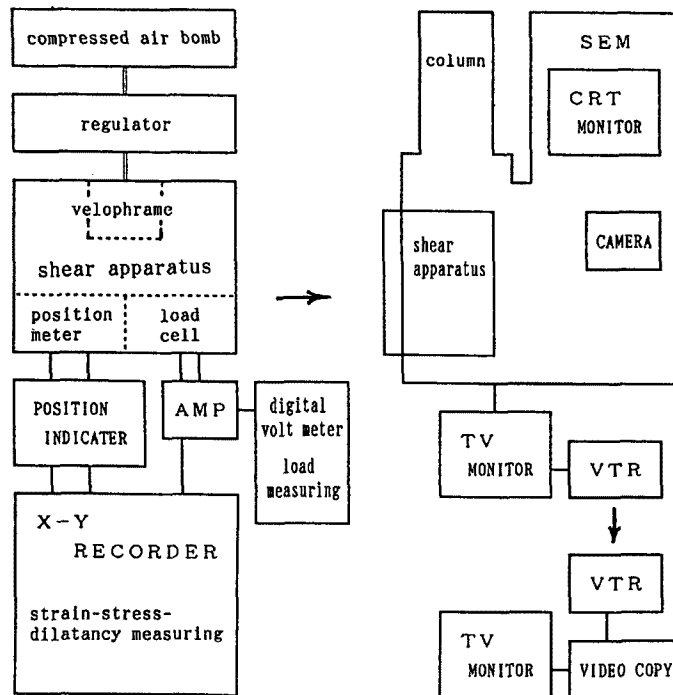 compressed air bomb
regulator
velophrame
shear apparatus
position
meter
load
cell
POSITION
INDICATER
AMP
digital
volt meter
load
measuring
X-Y
RECORDER
strain-stress-
dilatancy measuring
column
SEM
CRT
MONITOR
shear
apparatus
CAMERA
TV
MONITOR
VTR
VTR
TV
MONITOR
VIDEO COPY